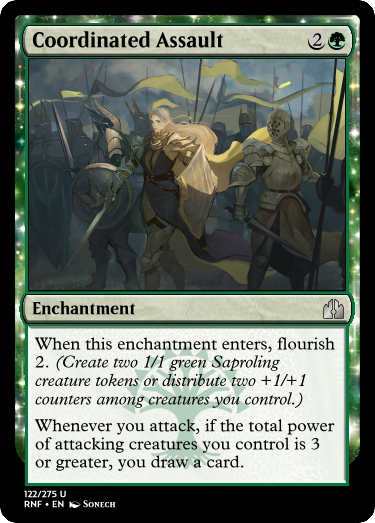 Coordinated Assault 2
Enchantment
When this enchantment enters, flourish
2. (Create two 1/1 green Saproling
creature tokens or distribute two +1/+1
counters among creatures you control.)
Whenever you attack, if the total power
of attacking creatures you control is 3
or greater, you draw a card.
122/275 U
RNF • EN Sonech